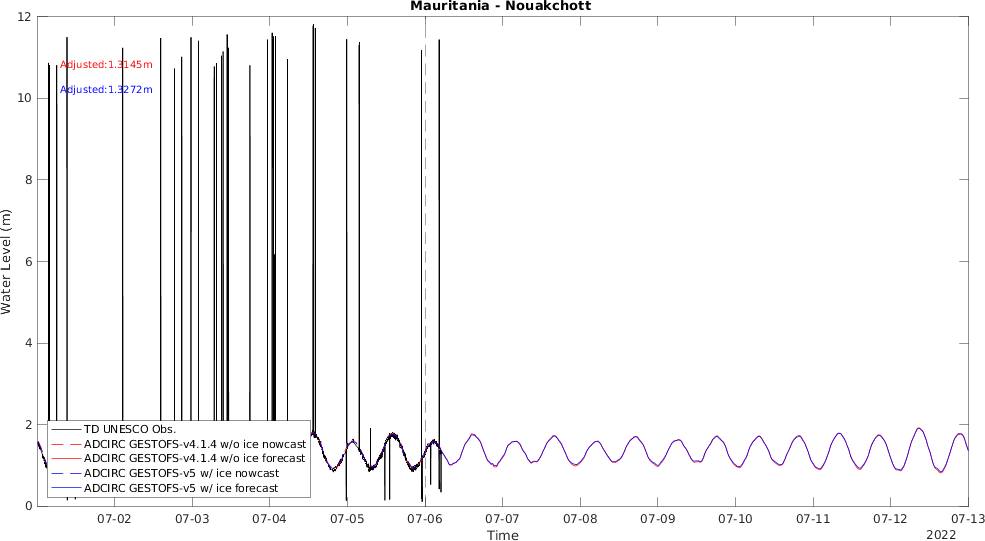 Mauritania - Nouakchott
12
10
8
6
4
2
0
Water Level (m)
Adjusted:1.3145m
Adjusted:1.3272m
TD UNESCO Obs.
ADCIRC GESTOFS-v4.1.4 w/o ice nowcast
ADCIRC GESTOFS-v4.1.4 w/o ice forecast
ADCIRC GESTOFS-v5 w/ ice nowcast
ADCIRC GESTOFS-v5 w/ ice forecast
07-02 07-03 07-04 07-05 07-06 07-07 07-08 07-09 07-10 07-11 07-12 07-13
Time
2022